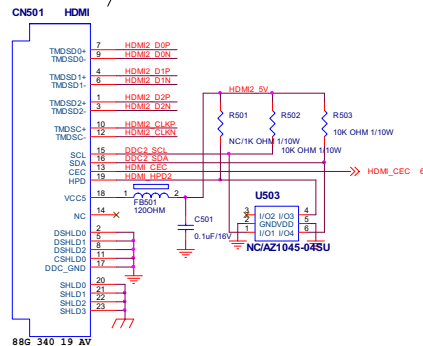 CN501 HDMI
TMDSD0+ 7 HDMI2_D0P
TMDSD0- 9 HDMI2_D0N
TMDSD1+ 4 HDMI2_D1P
TMDSD1- 6 HDMI2_D1N
TMDSD2+ 1 HDMI2_D2P
TMDSD2- 3 HDMI2_D2N
TMDSC+ 10 HDMI2_CLKP
TMDSC- 12 HDMI2_CLKN
SCL 15 DDC2_SCL
SDA 16 DDC2_SDA
CEC 13 HDMI_CEC
HPD 19 HDMI_HPD2
VCC5 18
1 2
FB501
120OHM
NC 14
DSHLD0 2
DSHLD1 5
DSHLD2 8
CSHLD0 11
DDC_GND 17
SHLD0 20
SHLD1 21
SHLD2 22
SHLD3 23
88G 340 19 AV
HDMI2_5V
R501
NC/1K OHM 1/10W
R502
10K OHM 1/10W
R503
10K OHM 1/10W
HDMI_CEC 6
C501
0.1uF/16V
U503
3 I/O2 I/O3 4
2 GNDVDD 5
1 I/O1 I/O4 6
NC/AZ1045-04SU